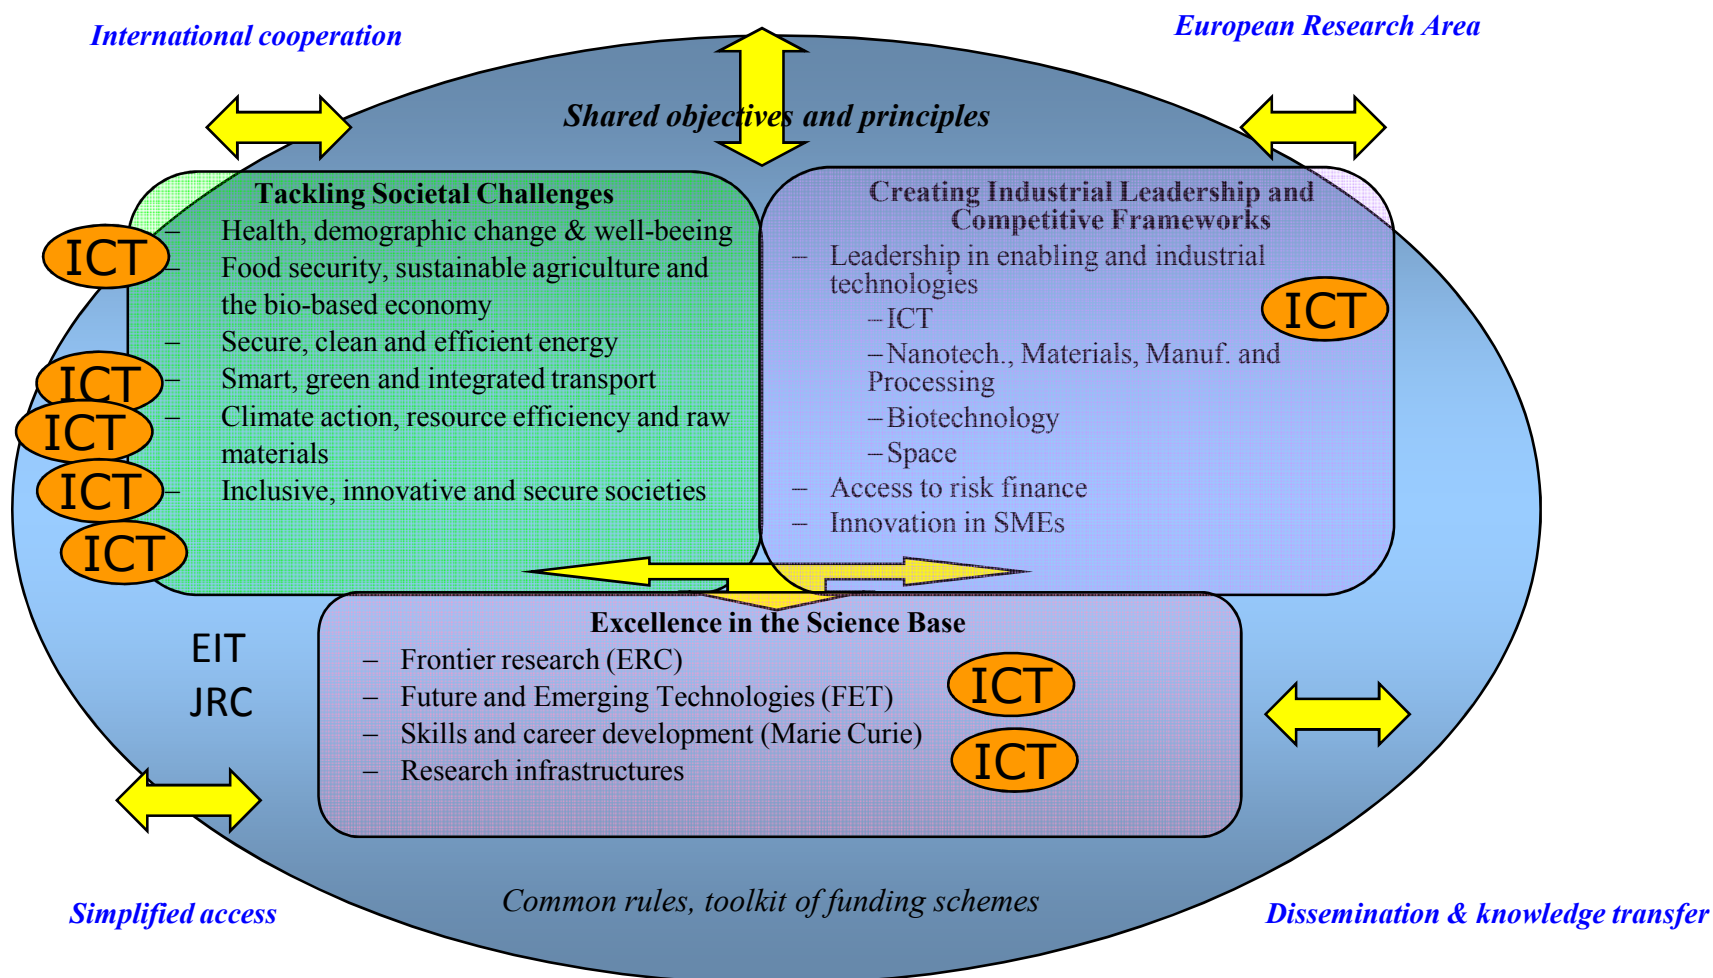 International cooperation
European Research Area
Shared objectives and principles
Tackling Societal Challenges
– Health, demographic change & well-beeing
– Food security, sustainable agriculture and
the bio-based economy
– Secure, clean and efficient energy
– Smart, green and integrated transport
– Climate action, resource efficiency and raw
materials
– Inclusive, innovative and secure societies
ICT
ICT
ICT
ICT
ICT
Creating Industrial Leadership and
Competitive Frameworks
– Leadership in enabling and industrial
technologies
–ICT
–Nanotech., Materials, Manuf. and
Processing
–Biotechnology
–Space
– Access to risk finance
– Innovation in SMEs
ICT
EIT
JRC
Excellence in the Science Base
– Frontier research (ERC)
– Future and Emerging Technologies (FET)
– Skills and career development (Marie Curie)
– Research infrastructures
ICT
ICT
Common rules, toolkit of funding schemes
Simplified access
Dissemination & knowledge transfer